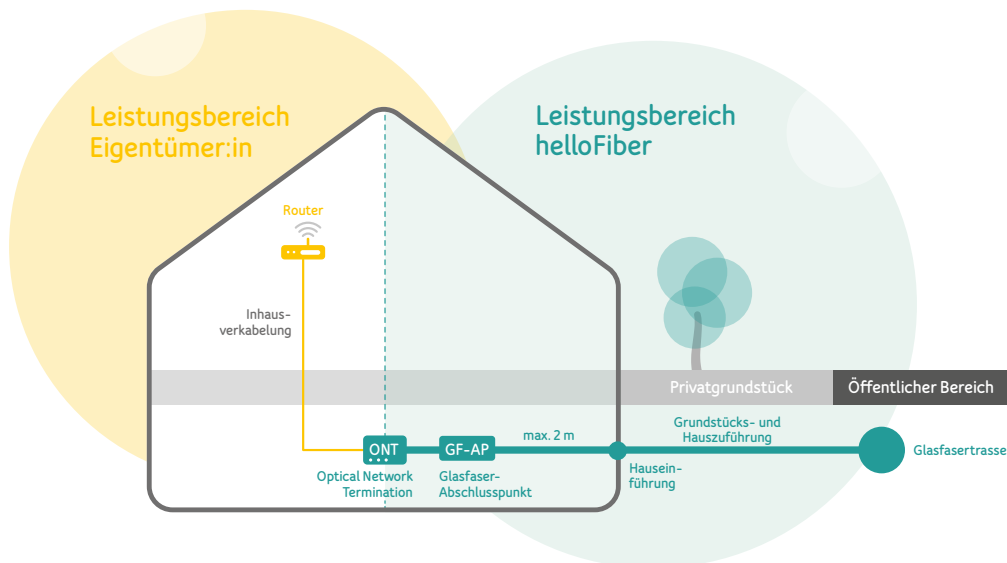 Leistungsbereich
Eigentümer:in
Leistungsbereich
helloFiber
Router
Inhaus-
verkabelung
Privatgrundstück
Öffentlicher Bereich
ONT
Optical Network
Termination
GF-AP
Glasfaser-
Abschlusspunkt
max. 2 m
Hausein-
führung
Grundstücks- und
Hauszuführung
Glasfasertrasse